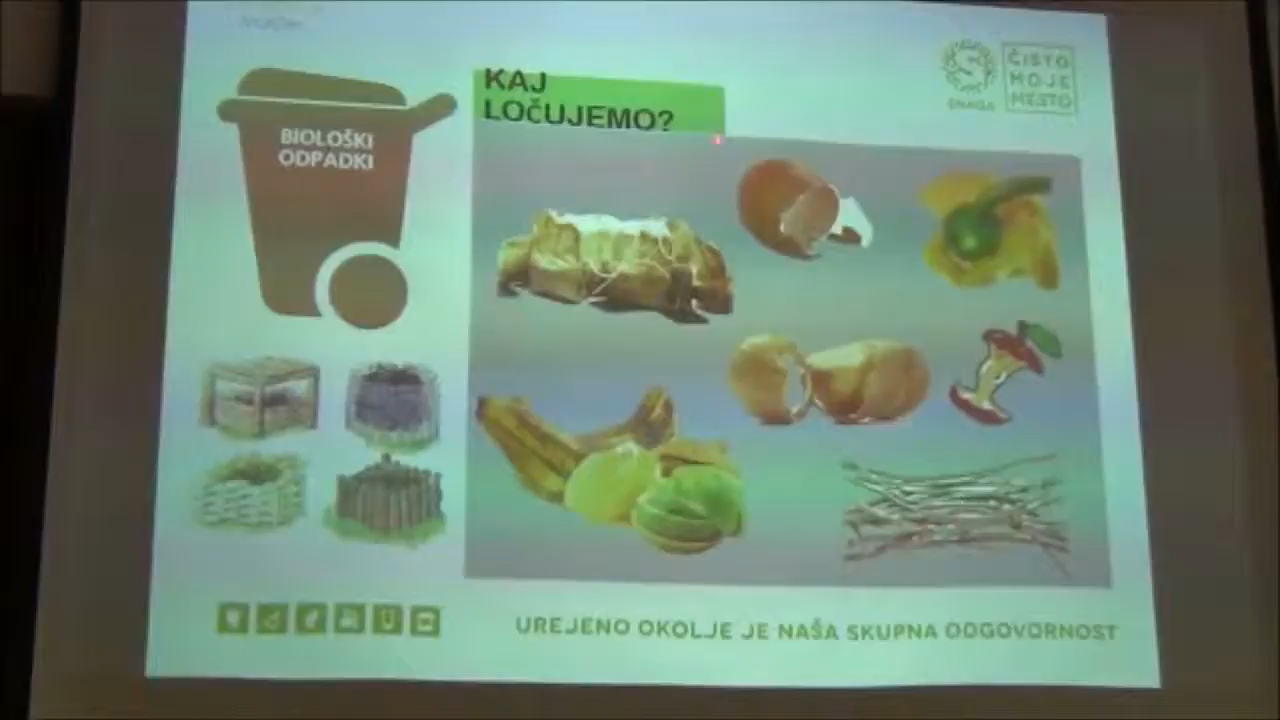 KAJ
LOČUJEMO?
BIOLOŠKI
ODPADKI
SNAGA
ČISTO
MOJE
MESTO
UREJENO OKOLJE JE NAŠA SKUPNA ODGOVORNOST